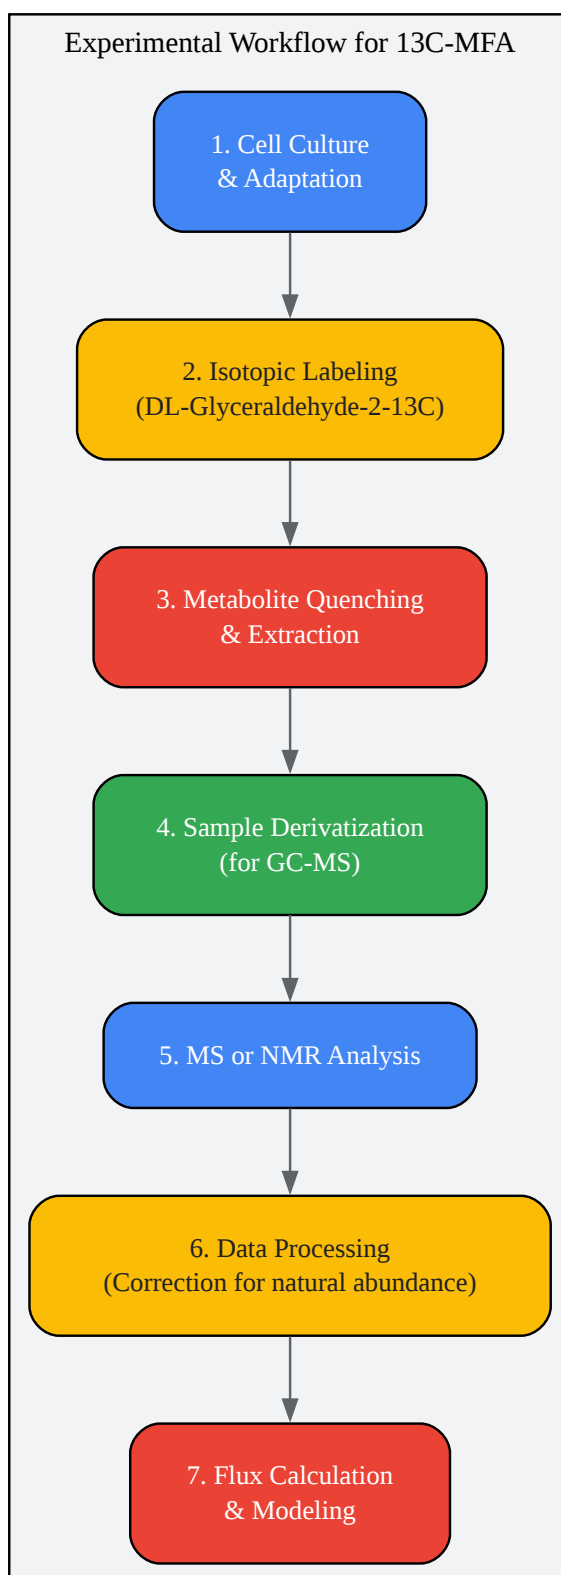 Experimental Workflow for 13C-MFA
1. Cell Culture
& Adaptation
2. Isotopic Labeling
(DL-Glyceraldehyde-2-13C)
3. Metabolite Quenching
& Extraction
4. Sample Derivatization
(for GC-MS)
5. MS or NMR Analysis
6. Data Processing
(Correction for natural abundance)
7. Flux Calculation
& Modeling